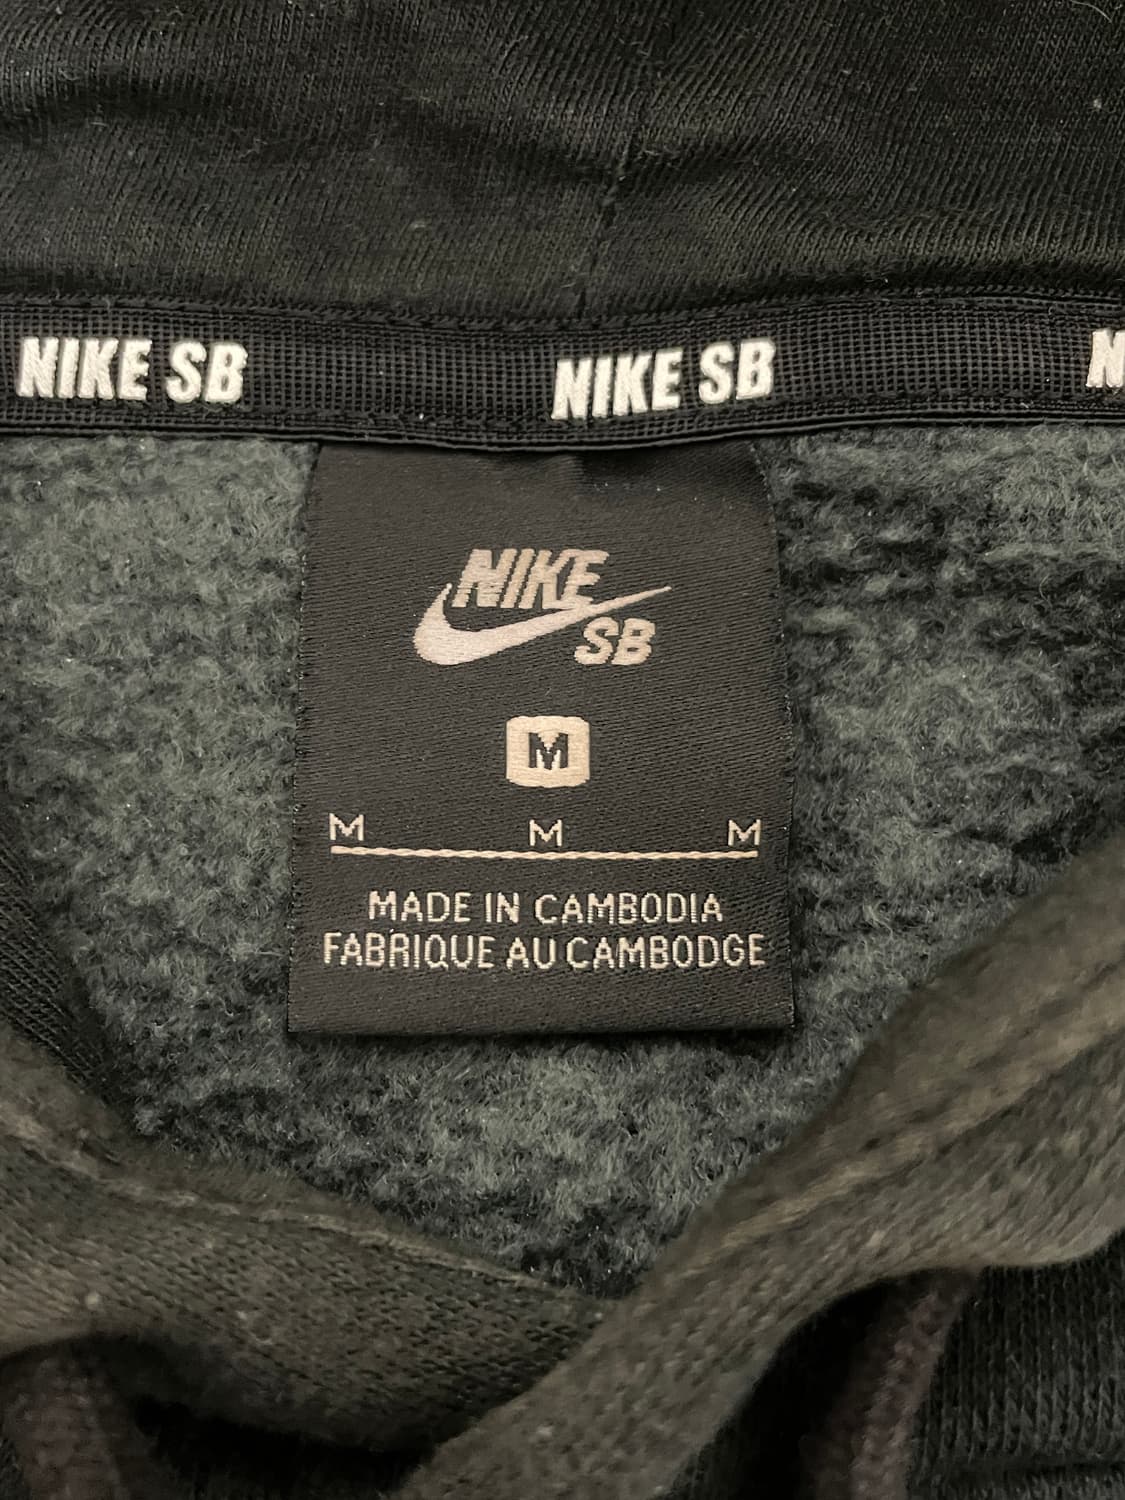 NIKE SB NIKE SB
NIKE
SB
M
M M M
MADE IN CAMBODIA
FABRIQUE AU CAMBODGE